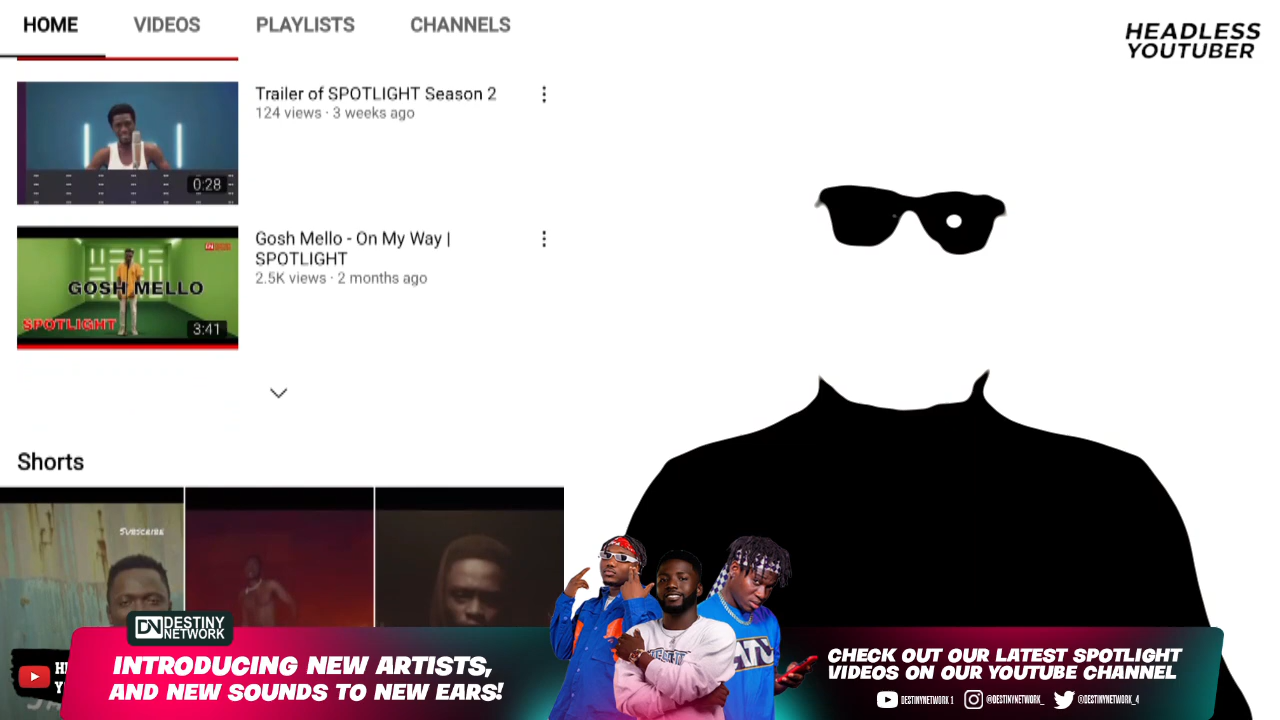 HOME VIDEOS PLAYLISTS CHANNELS
HEADLESS
YOUTUBER
Trailer of SPOTLIGHT Season 2
124 views · 3 weeks ago
0:28
Gosh Mello - On My Way |
SPOTLIGHT
2.5K views · 2 months ago
GOSH MELLO
SPOTLIGHT
3:41
Shorts
SUBSCRIBE
DN DESTINY
NETWORK
INTRODUCING NEW ARTISTS,
AND NEW SOUNDS TO NEW EARS!
CHECK OUT OUR LATEST SPOTLIGHT
VIDEOS ON OUR YOUTUBE CHANNEL
DESTINYNETWORK1 @DESTINYNETWORK_ @DESTINYNETWORK_4